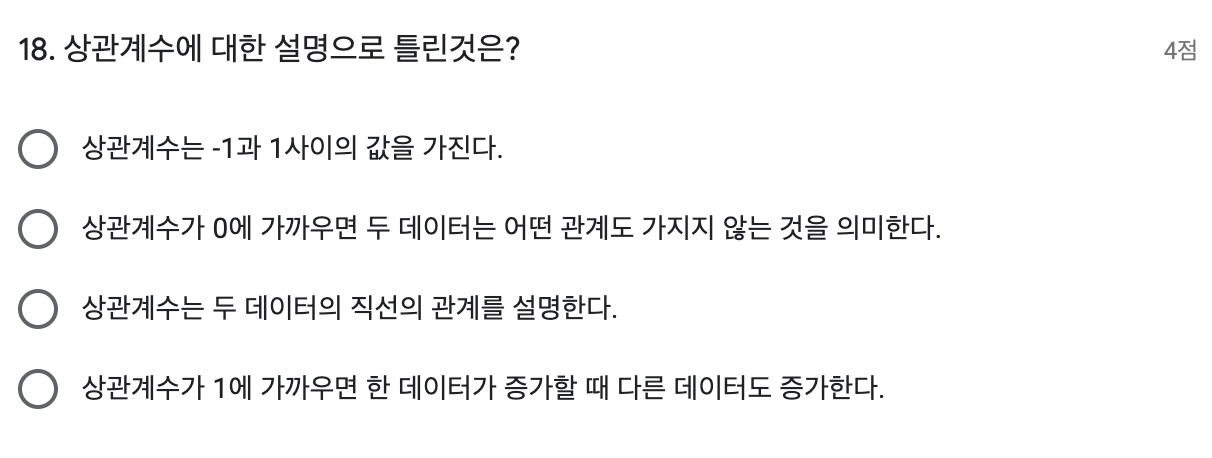 18. 상관계수에 대한 설명으로 틀린것은?
4점
상관계수는 -1과 1사이의 값을 가진다.
상관계수가 0에 가까우면 두 데이터는 어떤 관계도 가지지 않는 것을 의미한다.
상관계수는 두 데이터의 직선의 관계를 설명한다.
상관계수가 1에 가까우면 한 데이터가 증가할 때 다른 데이터도 증가한다.